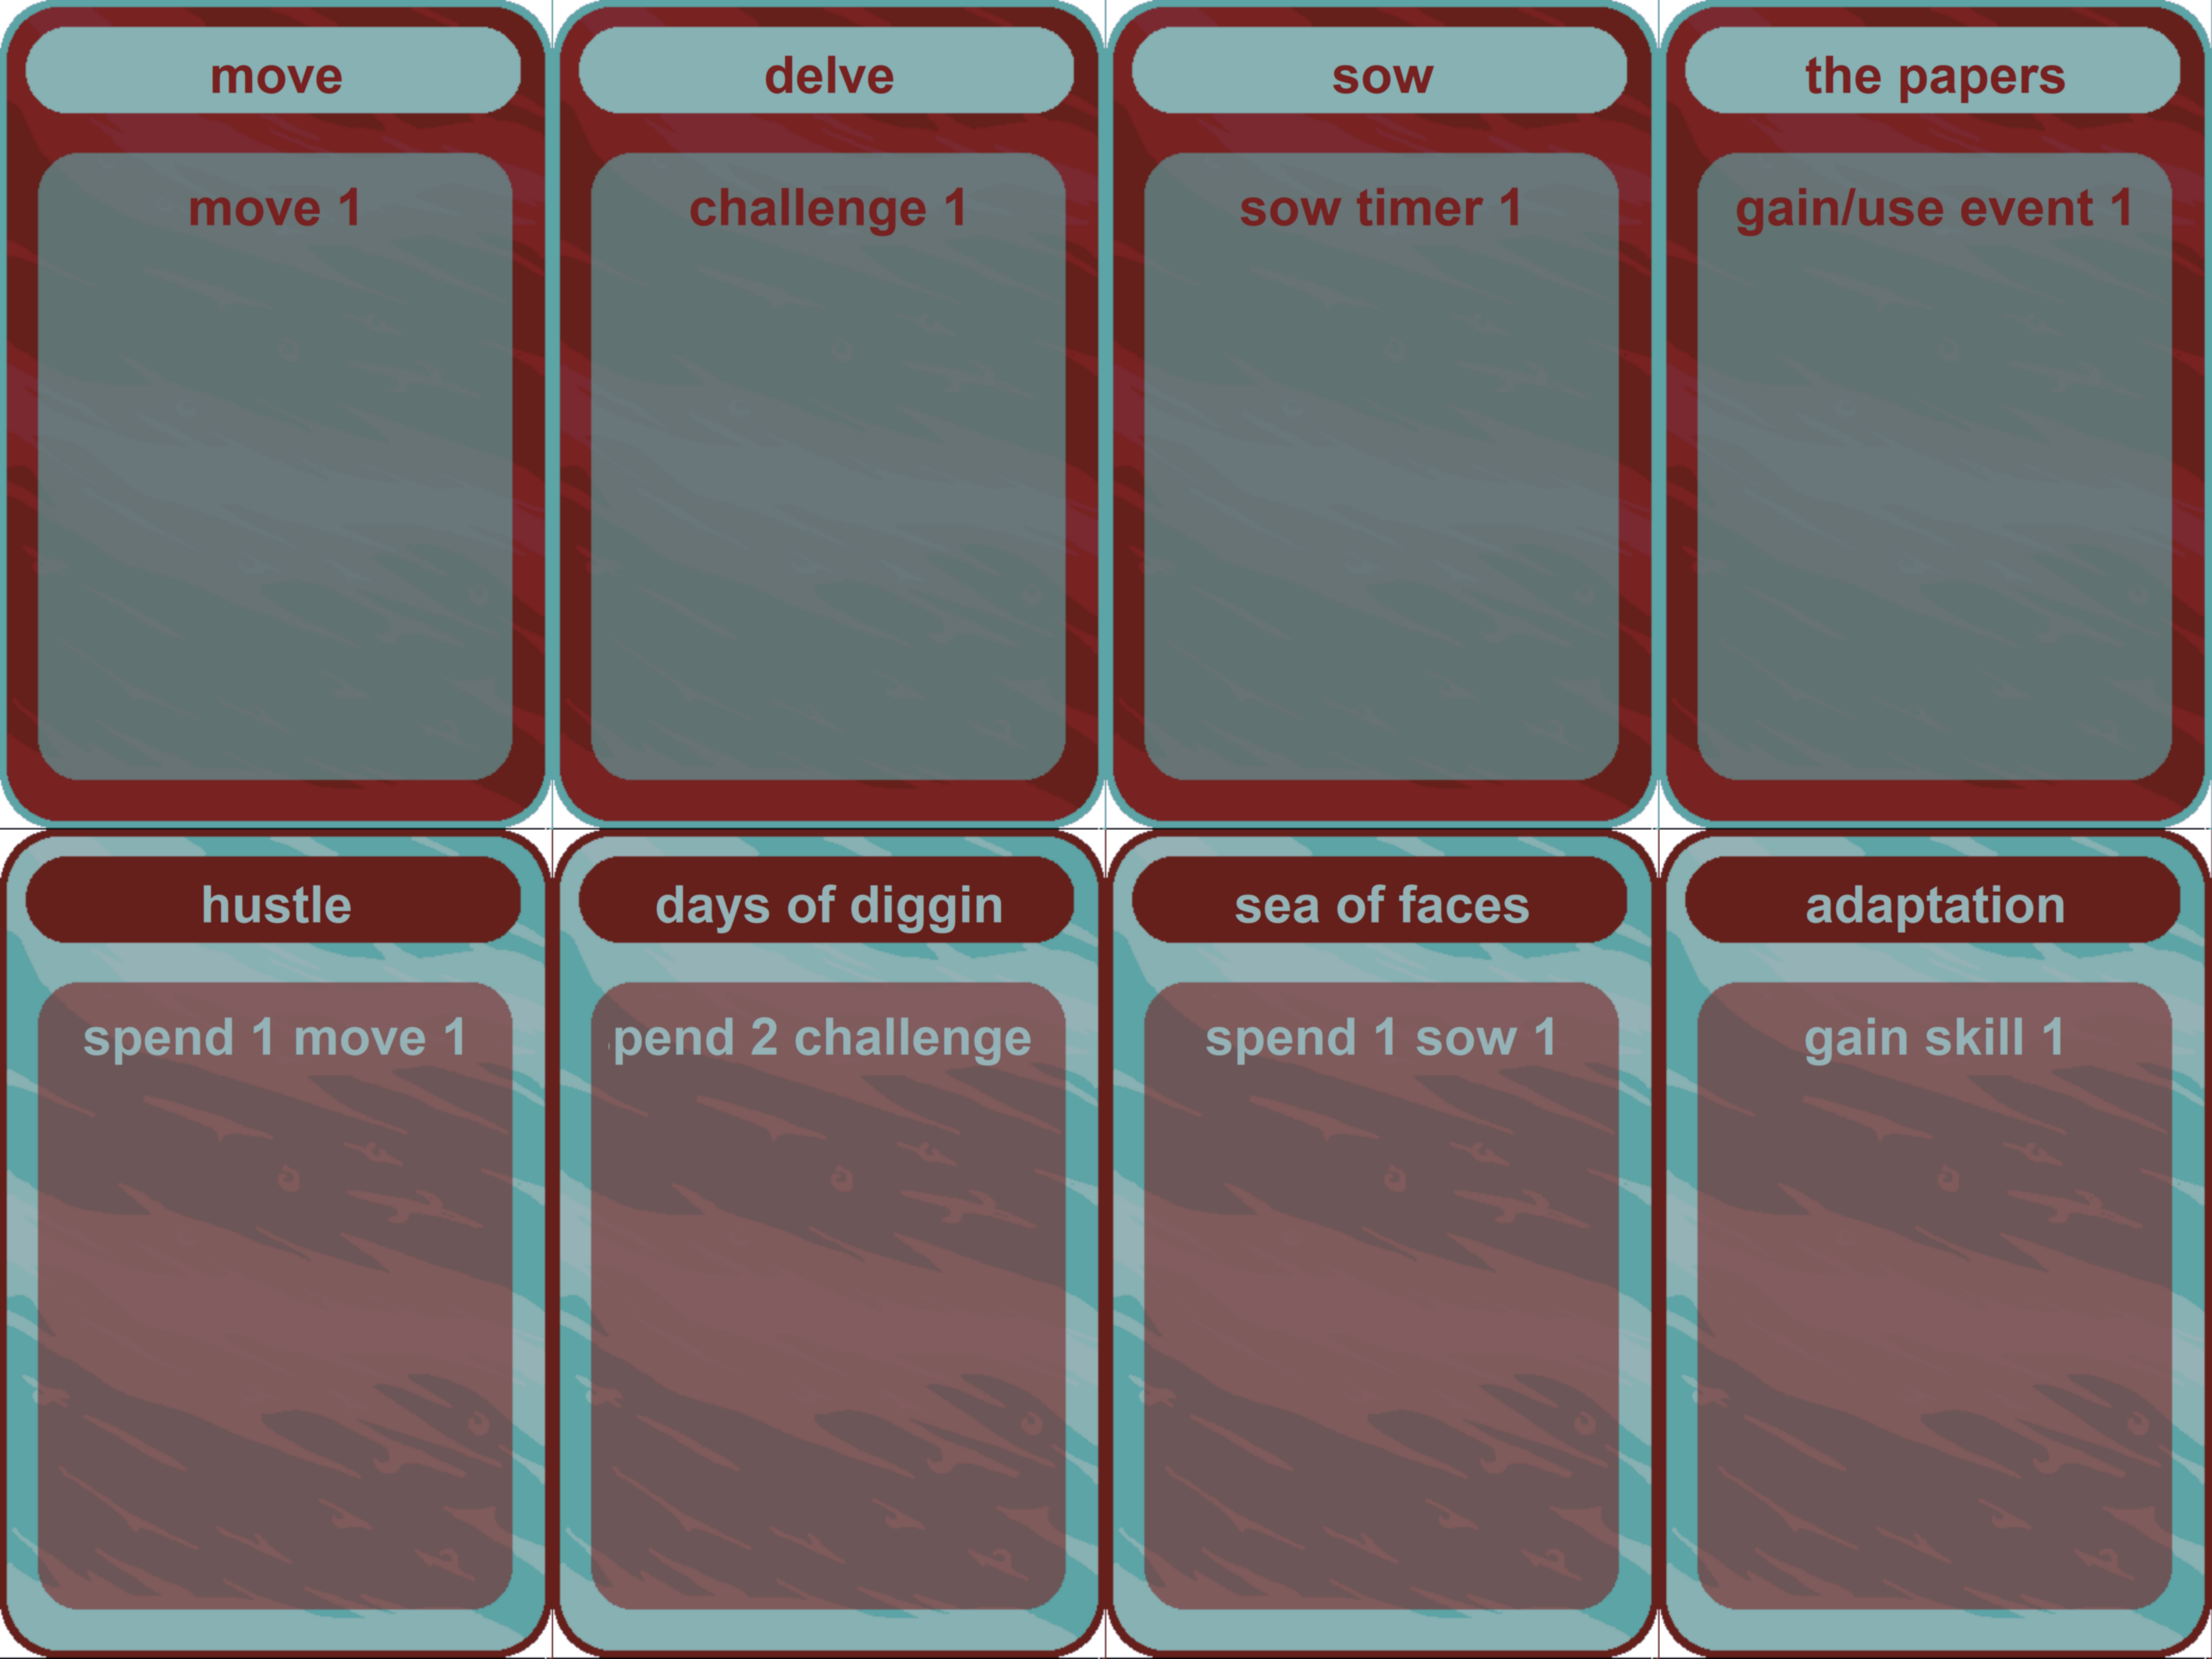 move
move 1
delve
challenge 1
sow
sow timer 1
the papers
gain/use event 1
hustle
spend 1 move 1
days of diggin
pend 2 challenge
sea of faces
spend 1 sow 1
adaptation
gain skill 1